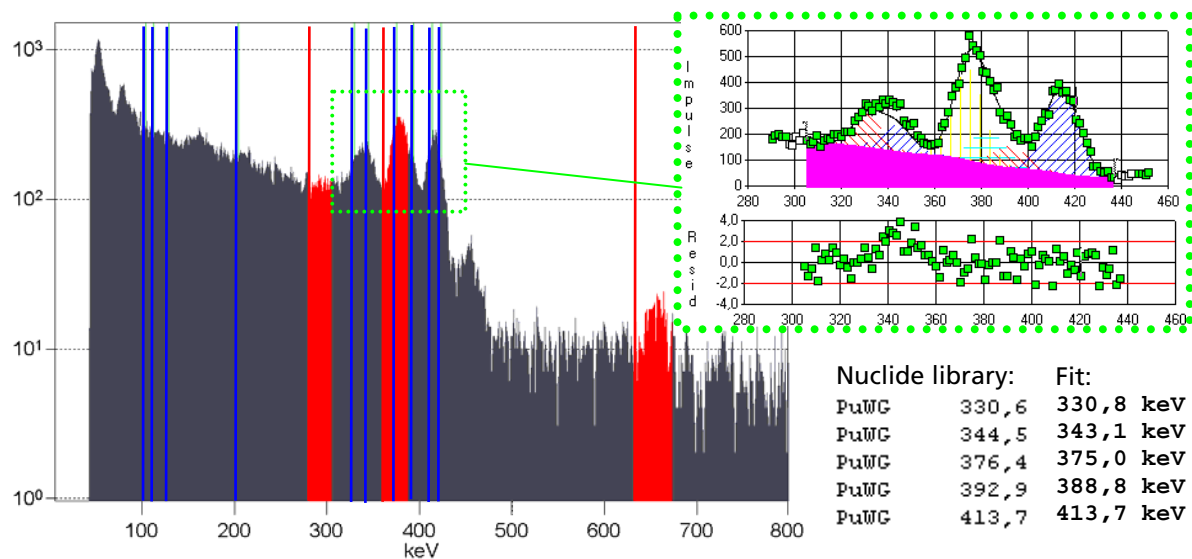 10³
10²
10¹
10⁰
100 200 300 400 500 600 700 800
keV
Impulse
600
500
400
300
200
100
0
280 300 320 340 360 380 400 420 440 460
Resid
4,0
2,0
0,0
-2,0
-4,0
280 300 320 340 360 380 400 420 440 460
Nuclide library: Fit:
PuWG 330,6 330,8 keV
PuWG 344,5 343,1 keV
PuWG 376,4 375,0 keV
PuWG 392,9 388,8 keV
PuWG 413,7 413,7 keV